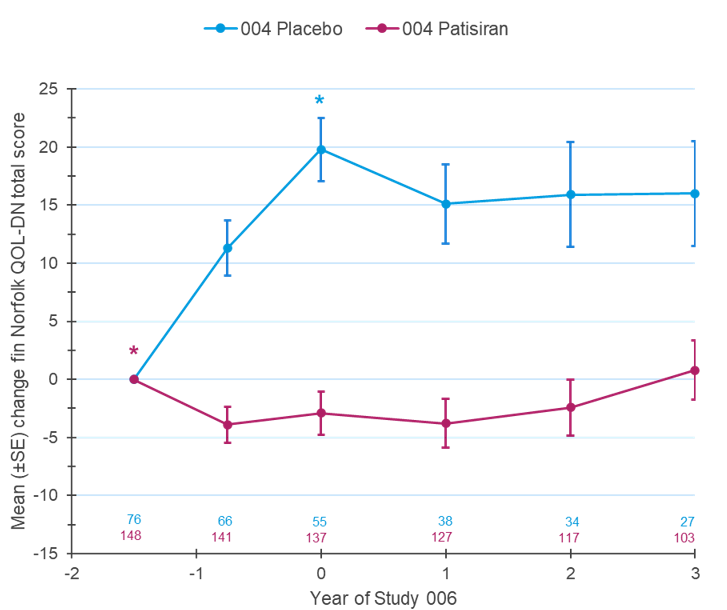 004 Placebo 004 Patisiran
Mean (±SE) change fin Norfolk QOL-DN total score
25
20
15
10
5
0
-5
-10
-15
*
*
76 66 55 38 34 27
148 141 137 127 117 103
-2 -1 0 1 2 3
Year of Study 006